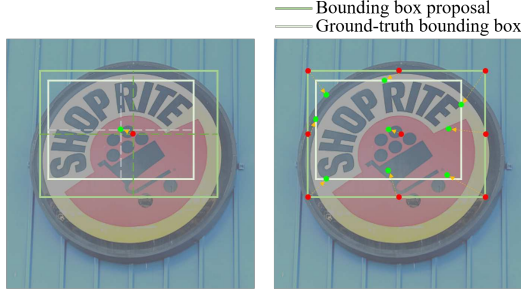 Bounding box proposal
Ground-truth bounding box
SHOP RITE
SHOP RITE